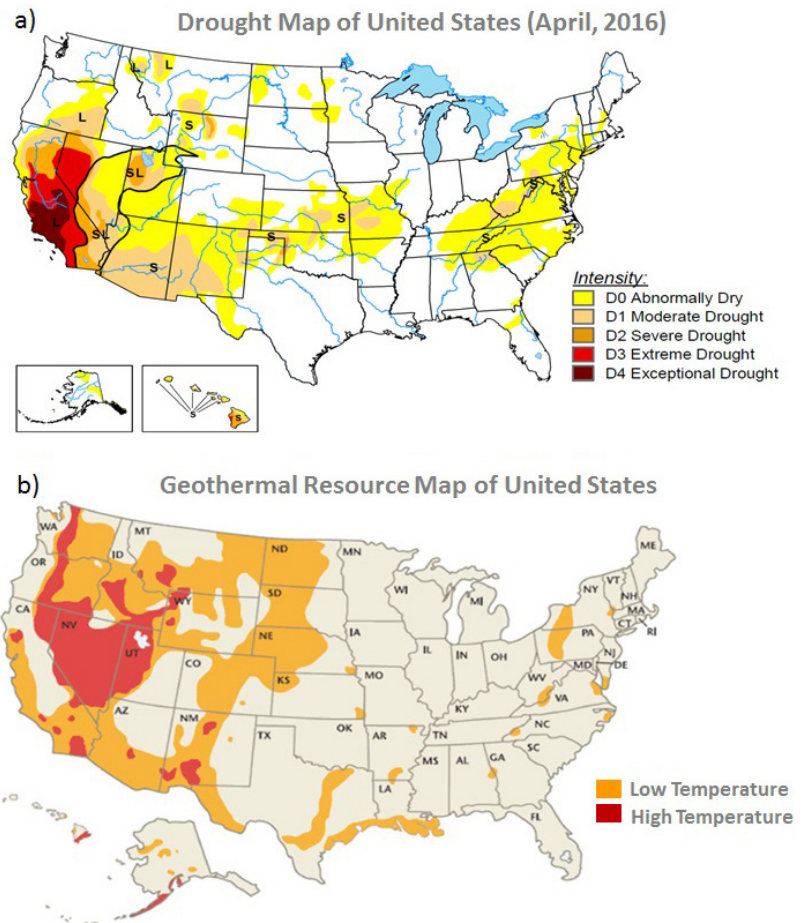 a) Drought Map of United States (April, 2016)
L
L
L
S
S L
L
S L
S
S
S
S
S
Intensity:
D0 Abnormally Dry
D1 Moderate Drought
D2 Severe Drought
D3 Extreme Drought
D4 Exceptional Drought
S
S
b) Geothermal Resource Map of United States
WA
MT
ND
MN
ME
OR
ID
SD
WI
MI
NY
VT
NH
MA
CT
RI
CA
NV
WY
NE
IA
PA
NJ
UT
CO
KS
MO
IL
IN
OH
MD
DE
WV
VA
KY
AZ
NM
TX
OK
AR
TN
NC
SC
MS
AL
GA
LA
FL
Low Temperature
High Temperature